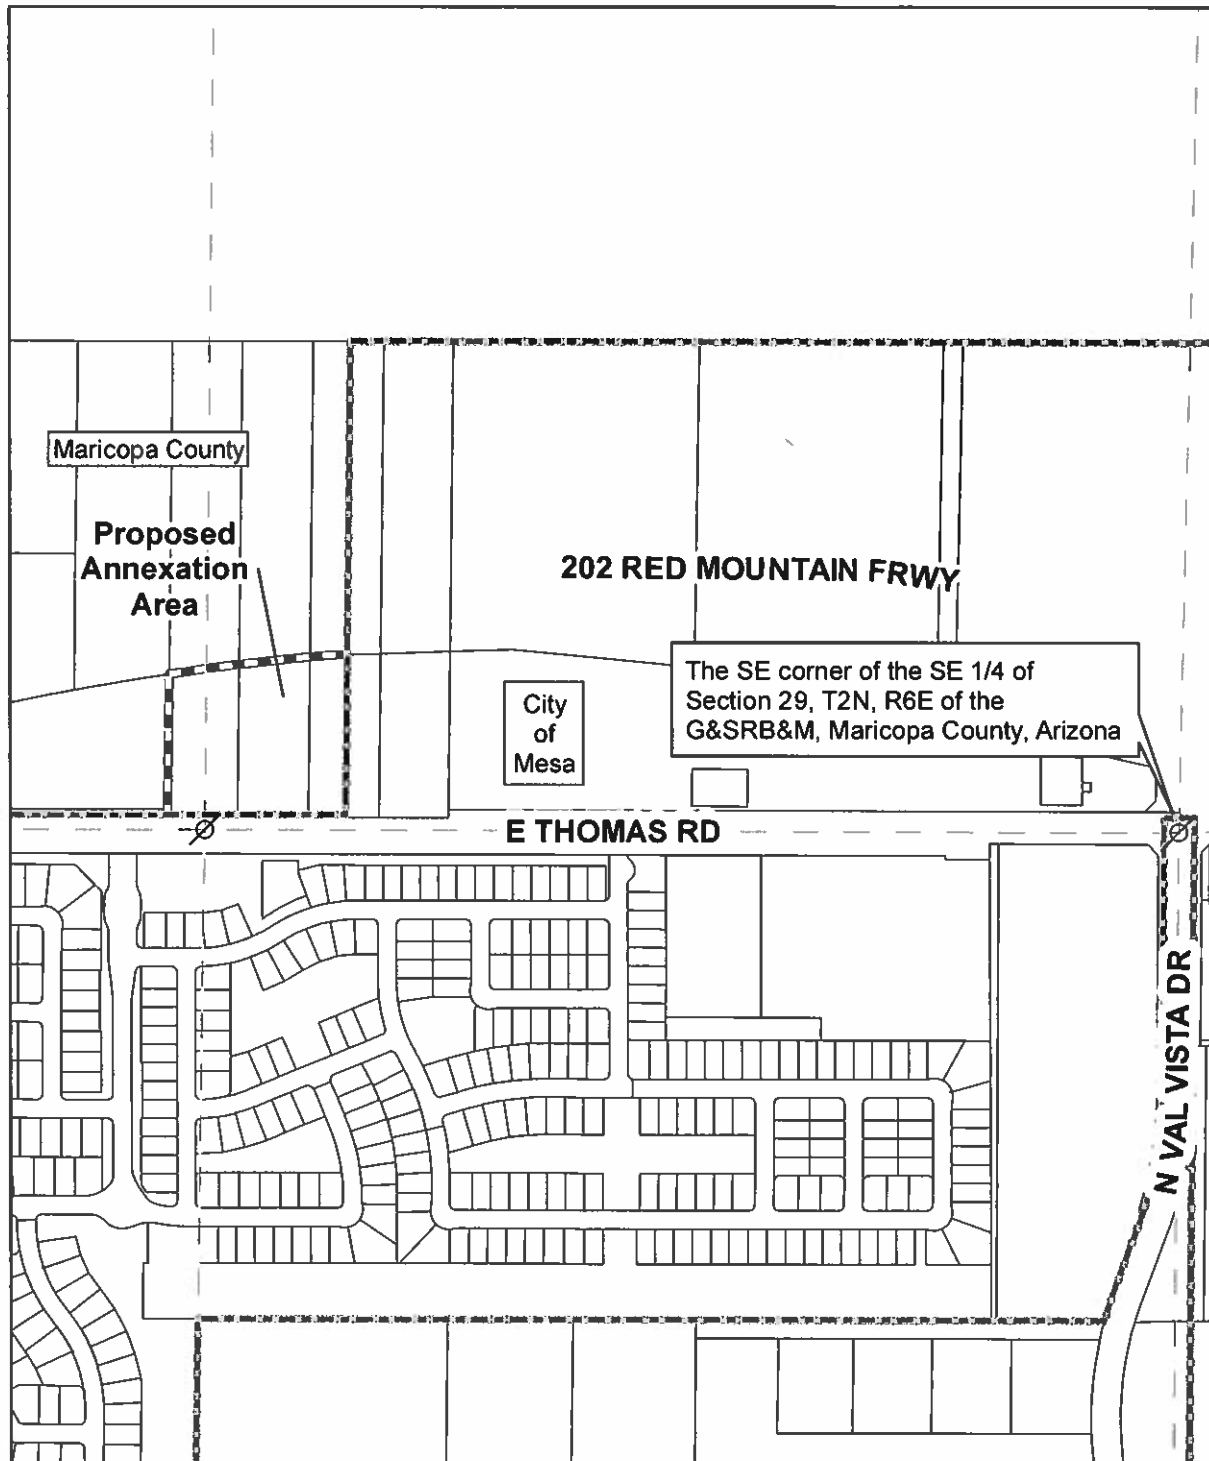 Maricopa County
Proposed
Annexation
Area
202 RED MOUNTAIN FRWY
The SE corner of the SE 1/4 of
Section 29, T2N, R6E of the
G&SRB&M, Maricopa County, Arizona
City
of
Mesa
E THOMAS RD
N VAL VISTA DR